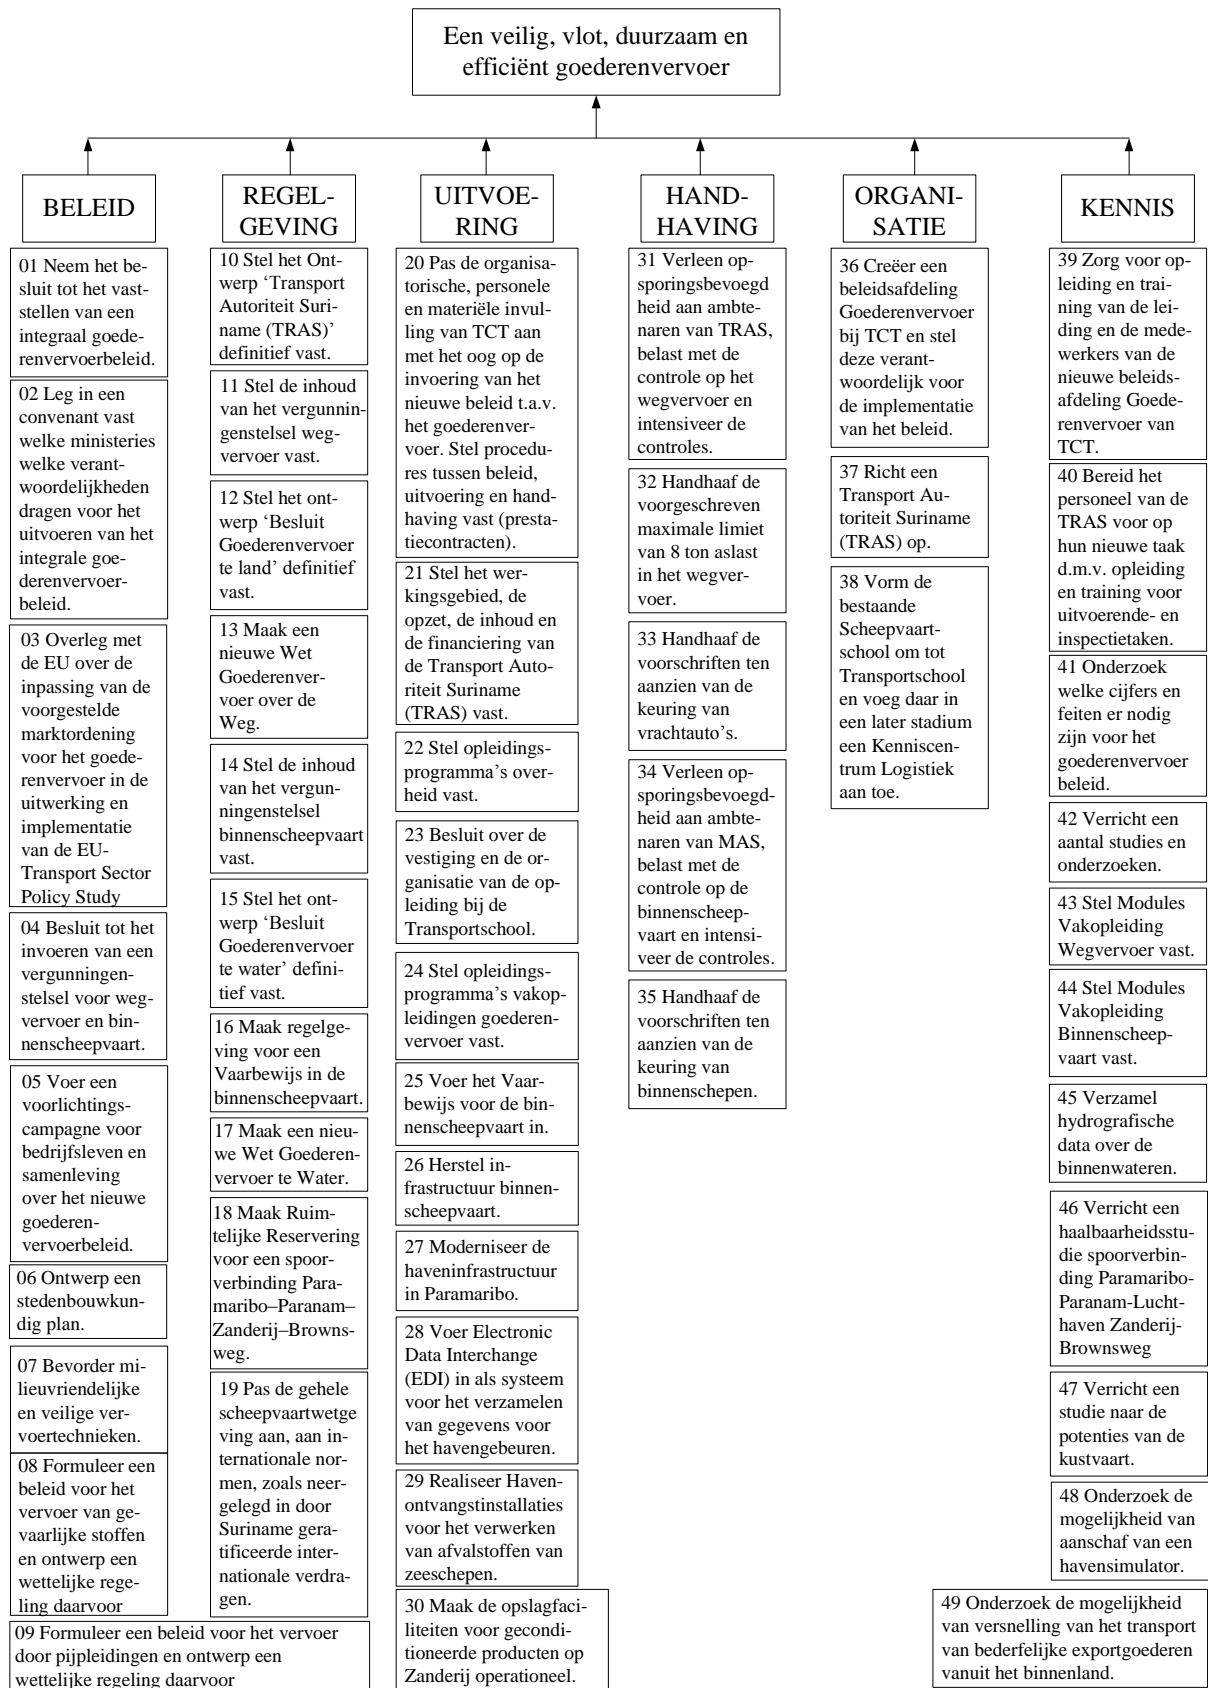 Een veilig, vlot, duurzaam en
efficiënt goederenvervoer
BELEID
01 Neem het be-
sluit tot het vast-
stellen van een
integraal goede-
renvervoerbeleid.
02 Leg in een
convenant vast
welke ministeries
welke verant-
woordelijkheden
dragen voor het
uitvoeren van het
integrale goe-
derenvervoer-
beleid.
03 Overleg met
de EU over de
inpassing van de
voorgestelde
marktordening
voor het goede-
renvervoer in de
uitwerking en
implementatie
van de EU-
Transport Sector
Policy Study
04 Besluit tot het
invoeren van een
vergunningen-
stelsel voor weg-
vervoer en bin-
nenscheepvaart.
05 Voer een
voorlichtings-
campagne voor
bedrijfsleven en
samenleving
over het nieuwe
goederen-
vervoerbeleid.
06 Ontwerp een
stedenbouwkun-
dig plan.
07 Bevorder mi-
lieuvriendelijke
en veilige ver-
voertechnieken.
08 Formuleer een
beleid voor het
vervoer van ge-
vaarlijke stoffen
en ontwerp een
wettelijke rege-
ling daarvoor
09 Formuleer een beleid voor het vervoer
door pijpleidingen en ontwerp een
wettelijke regeling daarvoor
REGEL-
GEVING
10 Stel het Ont-
werp ‘Transport
Autoriteit Suri-
name (TRAS)’
definitief vast.
11 Stel de inhoud
van het vergunnin-
genstelsel weg-
vervoer vast.
12 Stel het ont-
werp ‘Besluit
Goederenvervoer
te land’ definitief
vast.
13 Maak een
nieuwe Wet
Goederenver-
voer over de
Weg.
14 Stel de inhoud
van het vergun-
ningenstelsel
binnenscheepvaart
vast.
15 Stel het ont-
werp ‘Besluit
Goederenvervoer
te water’ defini-
tief vast.
16 Maak regelge-
ving voor een
Vaarbewijs in de
binnenscheepvaart.
17 Maak een nieu-
we Wet Goederen-
vervoer te Water.
18 Maak Ruim-
telijke Reservering
voor een spoor-
verbinding Para-
maribo–Paranam–
Zanderij–Browns-
weg.
19 Pas de gehele
scheepvaartwetge
ving aan, aan in-
ternationale nor-
men, zoals neer-
gelegd in door
Suriname gera-
tificeerde inter-
nationale verdra-
gen.
UITVOE-
RING
20 Pas de organisa-
torische, personele
en materiële invul-
ling van TCT aan
met het oog op de
invoering van het
nieuwe beleid t.a.v.
het goederenver-
voer. Stel procedu-
res tussen beleid,
uitvoering en hand-
having vast (presta-
tiecontracten).
21 Stel het wer-
kingsgebied, de
opzet, de inhoud en
de financiering van
de Transport Auto-
riteit Suriname
(TRAS) vast.
22 Stel opleidings-
programma’s over-
heid vast.
23 Besluit over de
vestiging en de or-
ganisatie van de op-
leiding bij de
Transportschool.
24 Stel opleidings-
programma’s vakop-
leidingen goederen-
vervoer vast.
25 Voer het Vaar-
bewijs voor de bin-
nenscheepvaart in.
26 Herstel in-
frastructuur binnen-
scheepvaart.
27 Moderniseer de
haveninfrastructuur
in Paramaribo.
28 Voer Electronic
Data Interchange
(EDI) in als systeem
voor het verzamelen
van gegevens voor
het havengebeuren.
29 Realiseer Haven-
ontvangstinstallaties
voor het verwerken
van afvalstoffen van
zeeschepen.
30 Maak de opslagfaci-
liteiten voor gecondi-
tioneerde producten op
Zanderij operationeel.
HAND-
HAVING
31 Verleen op-
sporingsbevoegd
heid aan ambte-
naren van TRAS,
belast met de
controle op het
wegvervoer en
intensiveer de
controles.
32 Handhaaf de
voorgeschreven
maximale limiet
van 8 ton aslast
in het wegver-
voer.
33 Handhaaf de
voorschriften ten
aanzien van de
keuring van
vrachtauto’s.
34 Verleen op-
sporingsbevoegd-
heid aan ambte-
naren van MAS,
belast met de
controle op de
binnenscheep-
vaart en intensi-
veer de controles.
35 Handhaaf de
voorschriften ten
aanzien van de
keuring van
binnenschepen.
ORGANI-
SATIE
36 Creëer een
beleidsafdeling
Goederenvervoer
bij TCT en stel
deze verant-
woordelijk voor
de implementatie
van het beleid.
37 Richt een
Transport Au-
toriteit Suriname
(TRAS) op.
38 Vorm de
bestaande
Scheepvaart-
school om tot
Transportschool
en voeg daar in
een later stadium
een Kenniscen-
trum Logistiek
aan toe.
KENNIS
39 Zorg voor op-
leiding en trai-
ning van de lei-
ding en de mede-
werkers van de
nieuwe beleids-
afdeling Goede-
renvervoer van
TCT.
40 Bereid het
personeel van de
TRAS voor op
hun nieuwe taak
d.m.v. opleiding
en training voor
uitvoerende- en
inspectietaken.
41 Onderzoek
welke cijfers en
feiten er nodig
zijn voor het
goederenvervoer
beleid.
42 Verricht een
aantal studies en
onderzoeken.
43 Stel Modules
Vakopleiding
Wegvervoer vast.
44 Stel Modules
Vakopleiding
Binnenscheep-
vaart vast.
45 Verzamel
hydrografische
data over de
binnenwateren.
46 Verricht een
haalbaarheidsstu-
die spoorverbin-
ding Paramaribo-
Paranam-Lucht-
haven Zanderij-
Brownsweg
47 Verricht een
studie naar de
potenties van de
kustvaart.
48 Onderzoek de
mogelijkheid van
aanschaf van een
havensimulator.
49 Onderzoek de mogelijkheid
van versnelling van het transport
van bederfelijke exportgoederen
vanuit het binnenland.